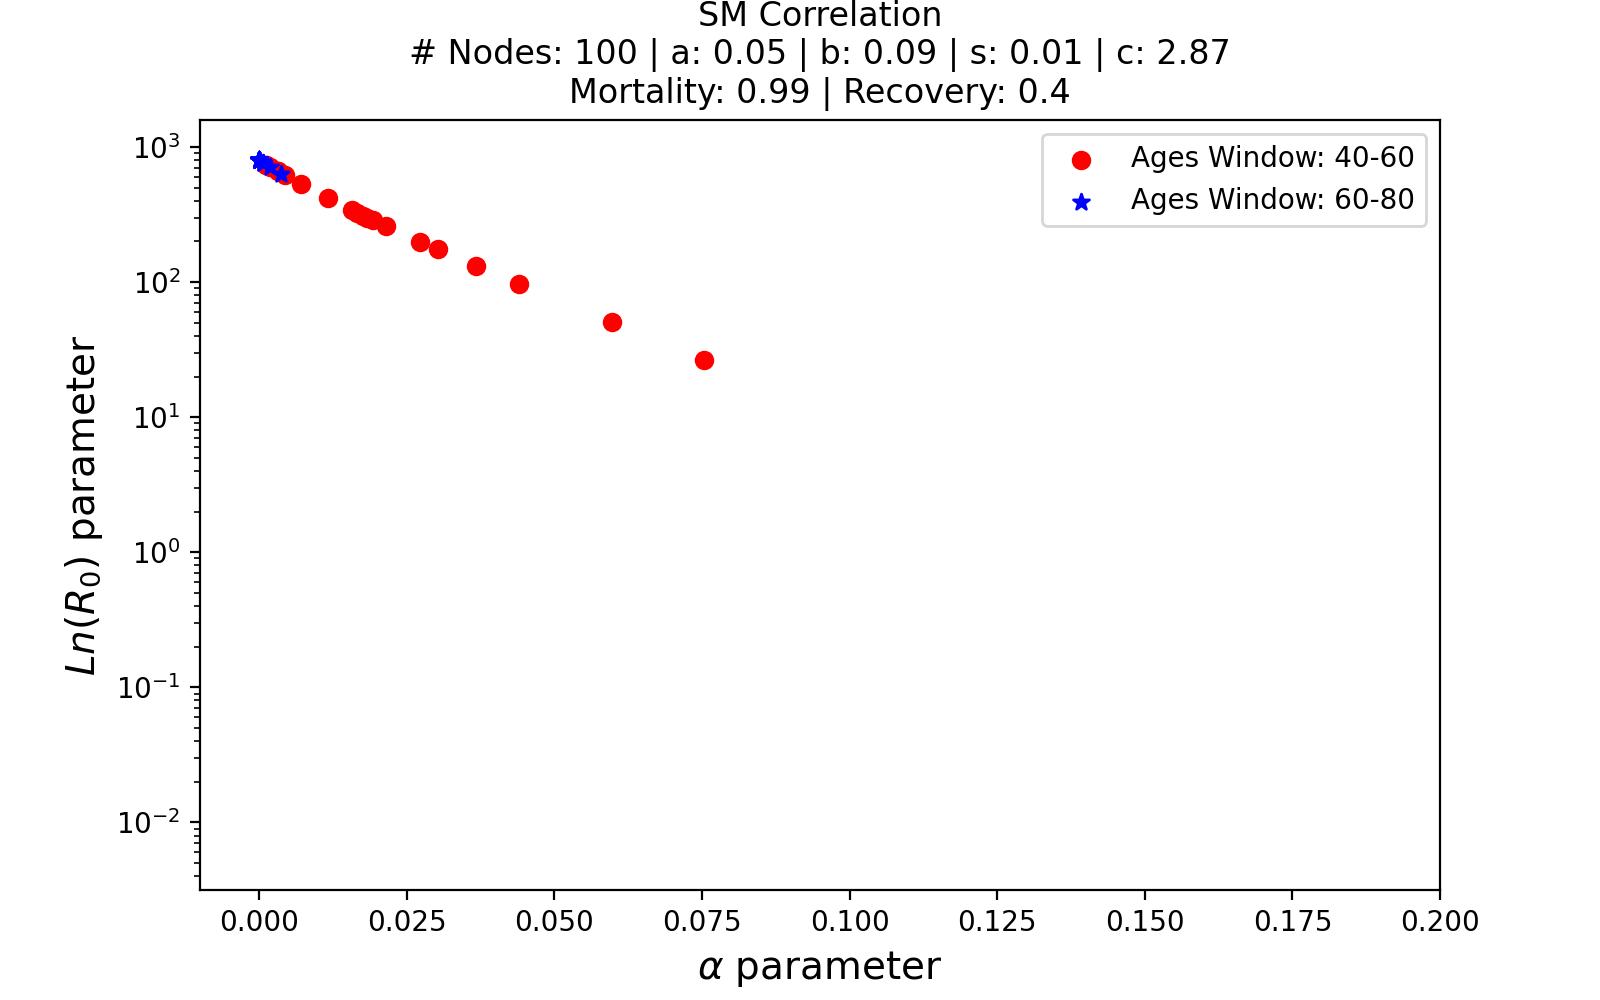 SM Correlation
# Nodes: 100 | a: 0.05 | b: 0.09 | s: 0.01 | c: 2.87
Mortality: 0.99 | Recovery: 0.4
Ages Window: 40-60
Ages Window: 60-80
Ln(R₀) parameter
10³
10²
10¹
10⁰
10⁻¹
10⁻²
0.000 0.025 0.050 0.075 0.100 0.125 0.150 0.175 0.200
α parameter